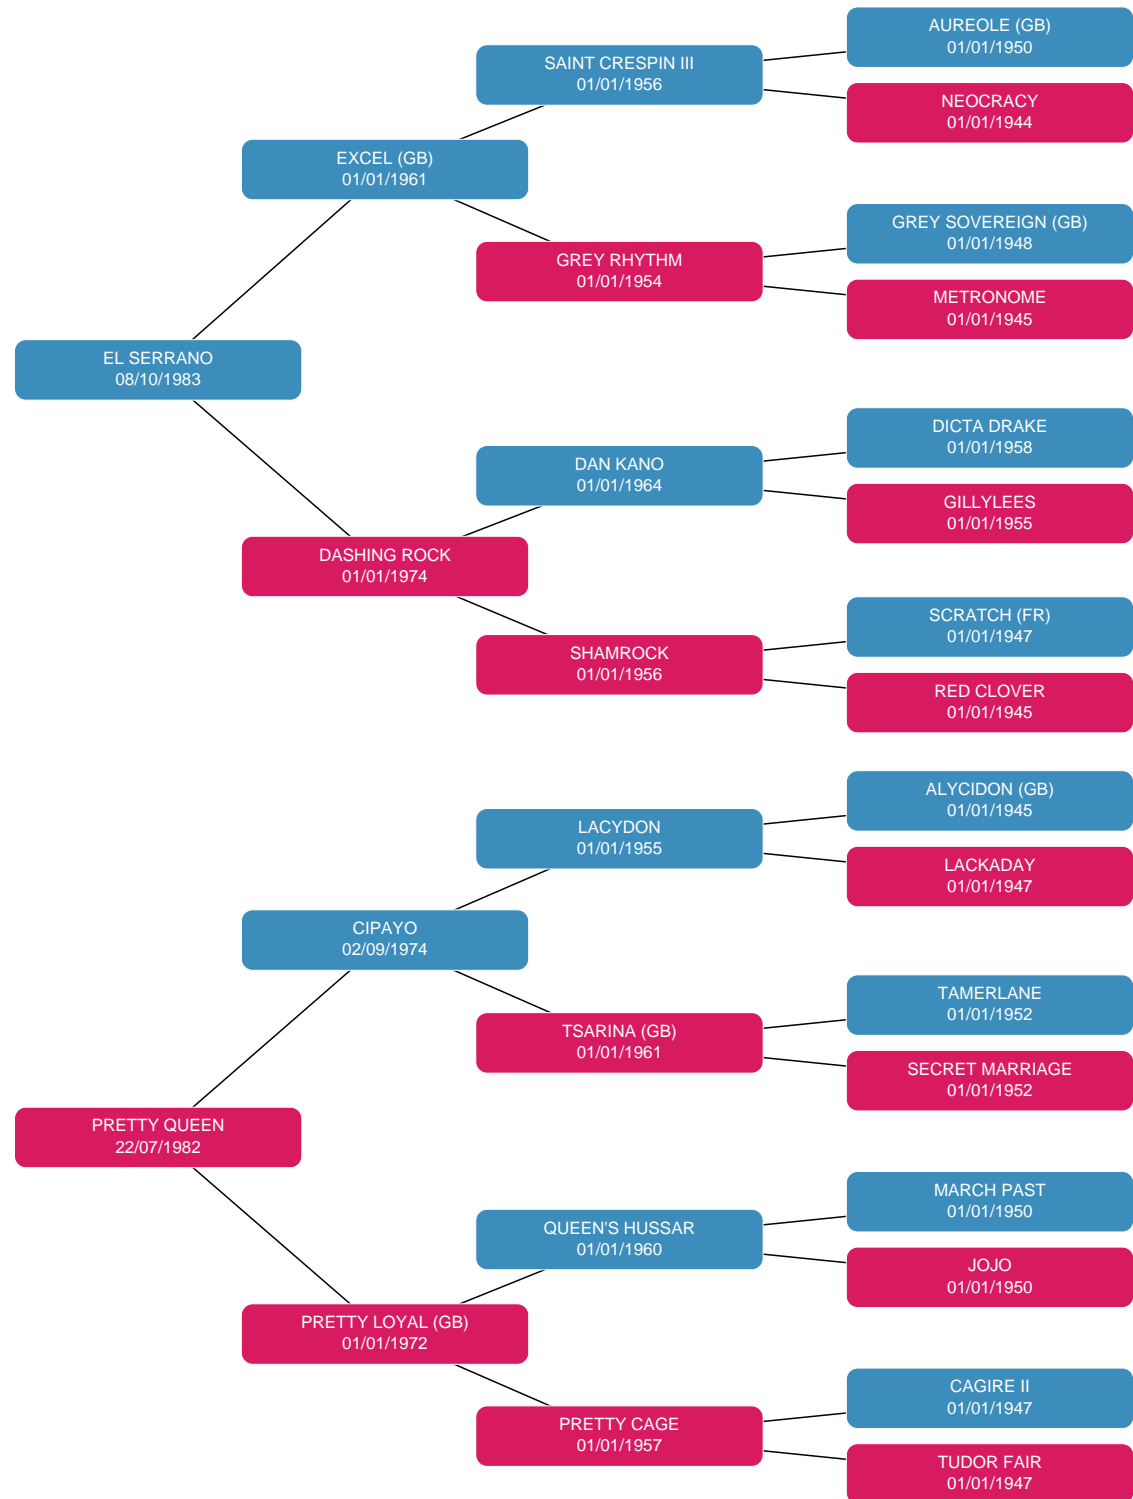 AUREOLE (GB)
01/01/1950
SAINT CRESPIN III
01/01/1956
NEOCRACY
01/01/1944
EXCEL (GB)
01/01/1961
GREY SOVEREIGN (GB)
01/01/1948
GREY RHYTHM
01/01/1954
METRONOME
01/01/1945
EL SERRANO
08/10/1983
DICTA DRAKE
01/01/1958
DAN KANO
01/01/1964
GILLYLEES
01/01/1955
DASHING ROCK
01/01/1974
SCRATCH (FR)
01/01/1947
SHAMROCK
01/01/1956
RED CLOVER
01/01/1945
ALYCIDON (GB)
01/01/1945
LACYDON
01/01/1955
LACKADAY
01/01/1947
CIPAYO
02/09/1974
TAMERLANE
01/01/1952
TSARINA (GB)
01/01/1961
SECRET MARRIAGE
01/01/1952
PRETTY QUEEN
22/07/1982
MARCH PAST
01/01/1950
QUEEN'S HUSSAR
01/01/1960
JOJO
01/01/1950
PRETTY LOYAL (GB)
01/01/1972
CAGIRE II
01/01/1947
PRETTY CAGE
01/01/1957
TUDOR FAIR
01/01/1947